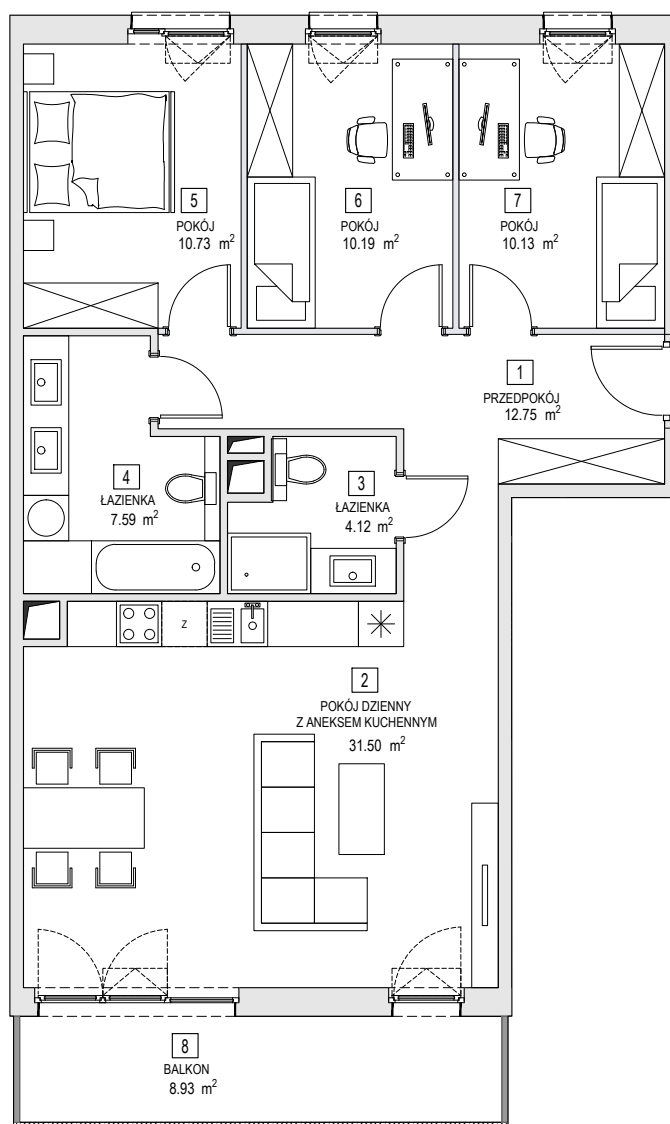 5
POKÓJ
10.73 m²
6
POKÓJ
10.19 m²
7
POKÓJ
10.13 m²
1
PRZEDPOKÓJ
12.75 m²
4
ŁAZIENKA
7.59 m²
3
ŁAZIENKA
4.12 m²
Z
2
POKÓJ DZIENNY
Z ANEKSEM KUCHENNYM
31.50 m²
8
BALKON
8.93 m²